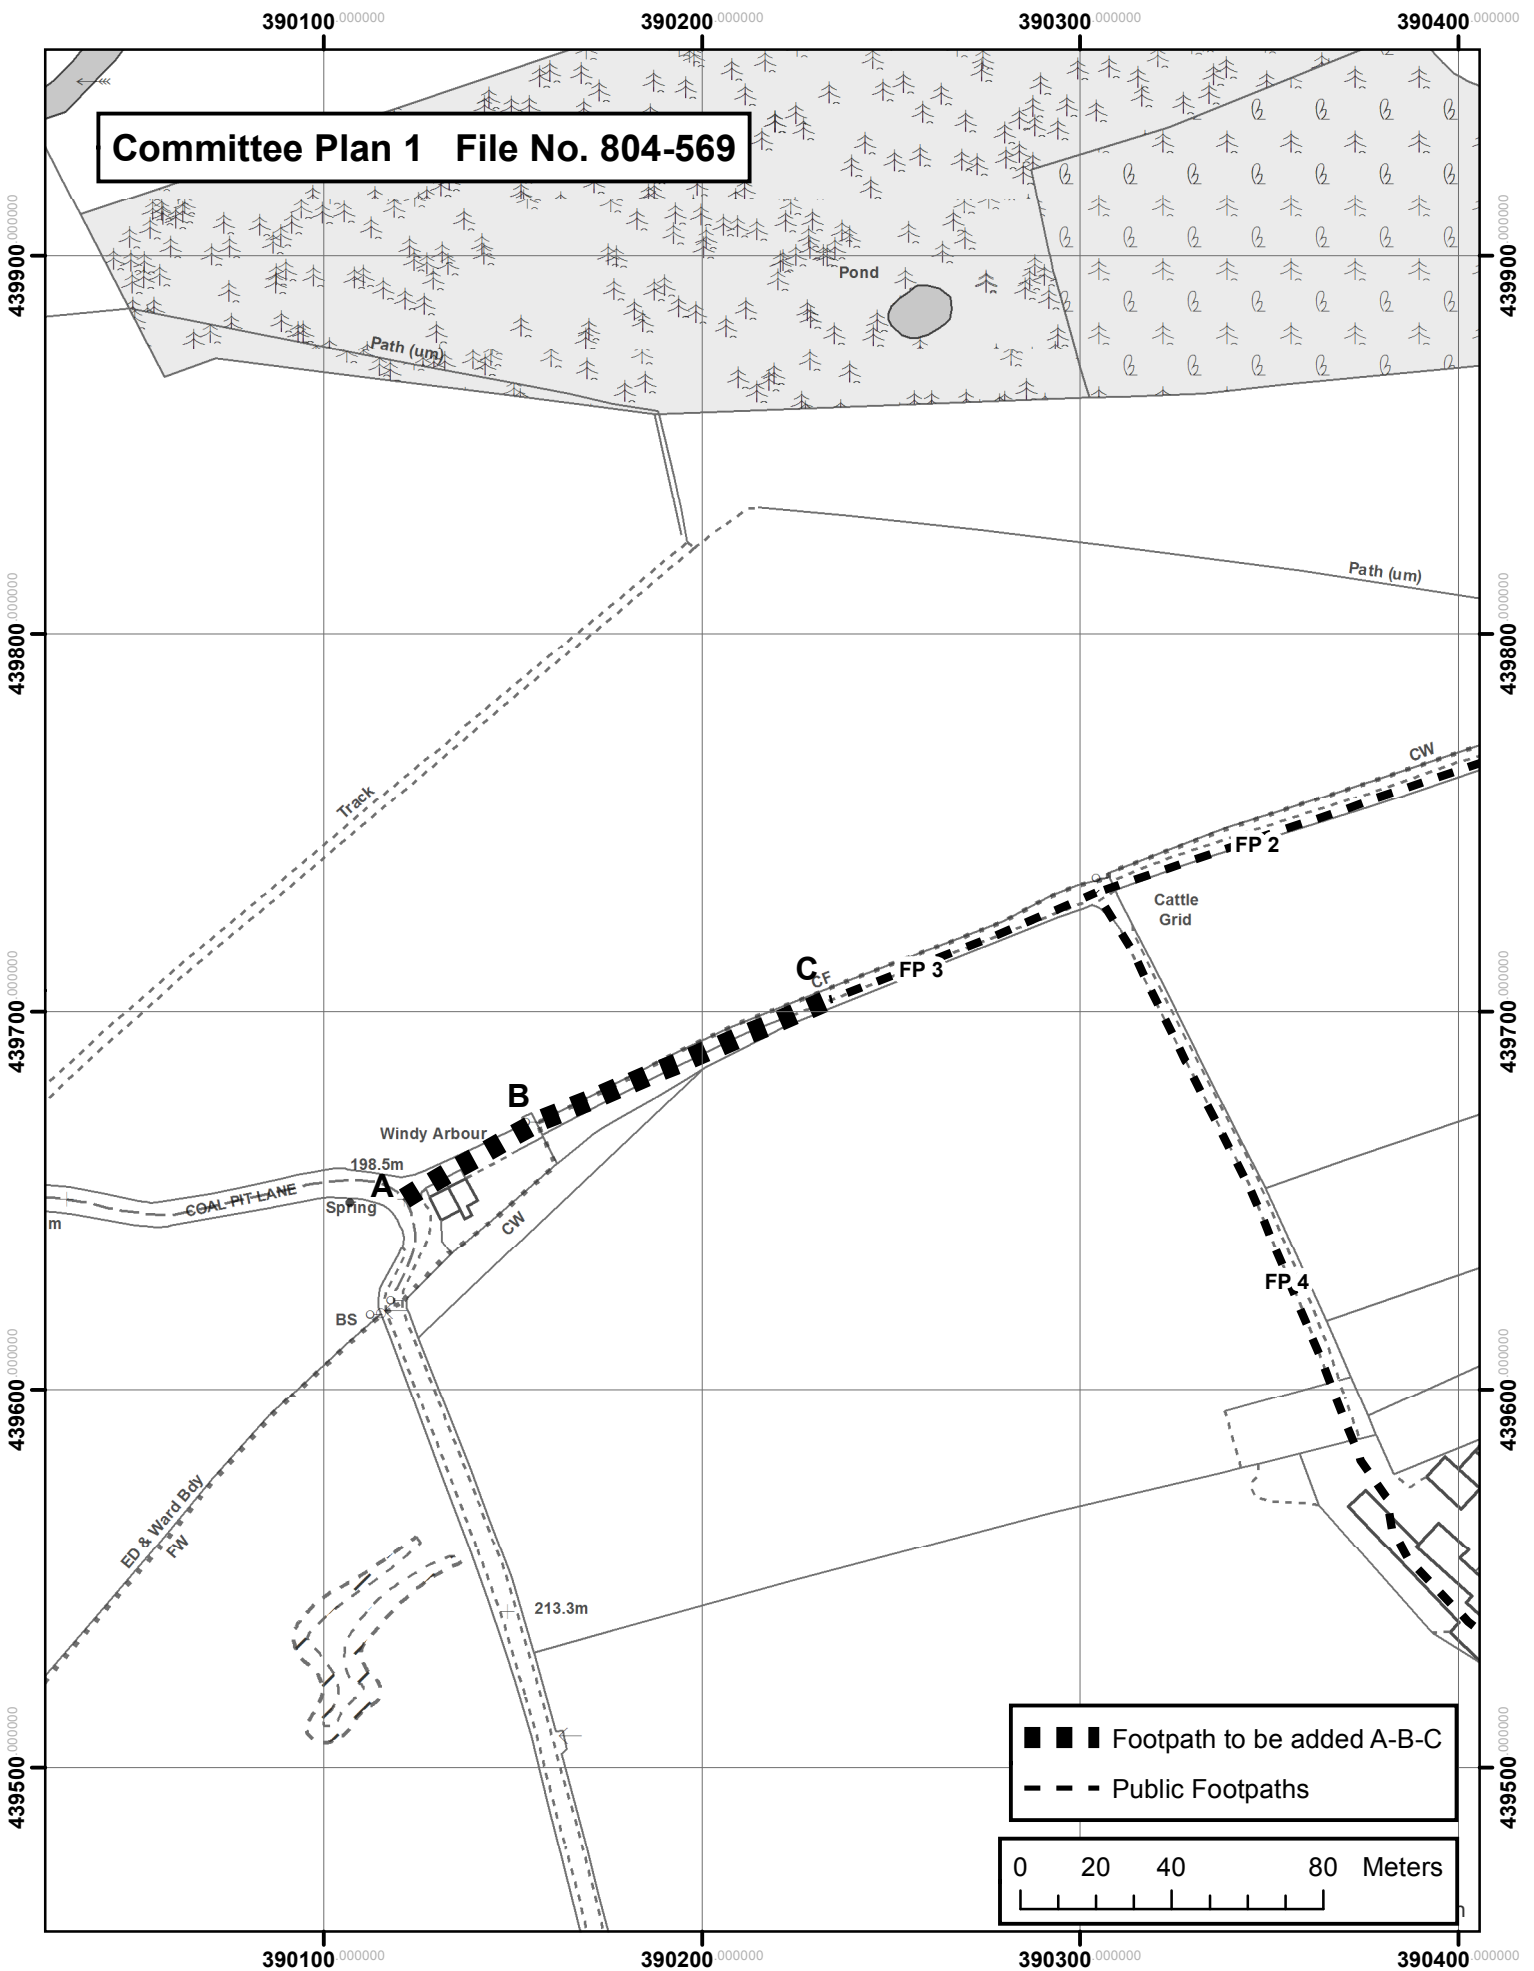 390100.000000 390200.000000 390300.000000 390400.000000
Committee Plan 1 File No. 804-569
439900.000000
439900.000000
Pond
Path (um)
Path (um)
439800.000000
439800.000000
Track
CW
FP 2
Cattle
Grid
C
CF
FP 3
439700.000000
439700.000000
B
Windy Arbour
198.5m
A
COAL PIT LANE
Spring
m
CW
FP 4
BS
439600.000000
439600.000000
ED & Ward Bdy
FW
213.3m
Footpath to be added A-B-C
Public Footpaths
439500.000000
439500.000000
0 20 40 80 Meters
390100.000000 390200.000000 390300.000000 390400.000000